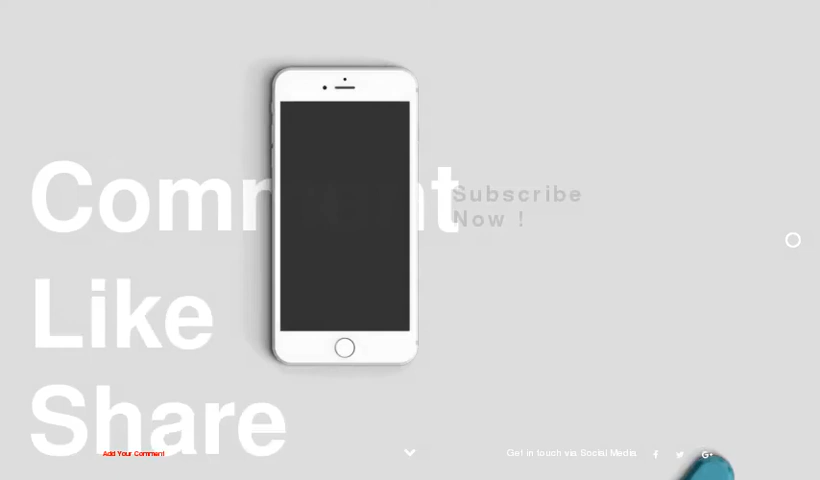 Comment
Subscribe
Now !
Like
Share
Add Your Comment
Get in touch via Social Media